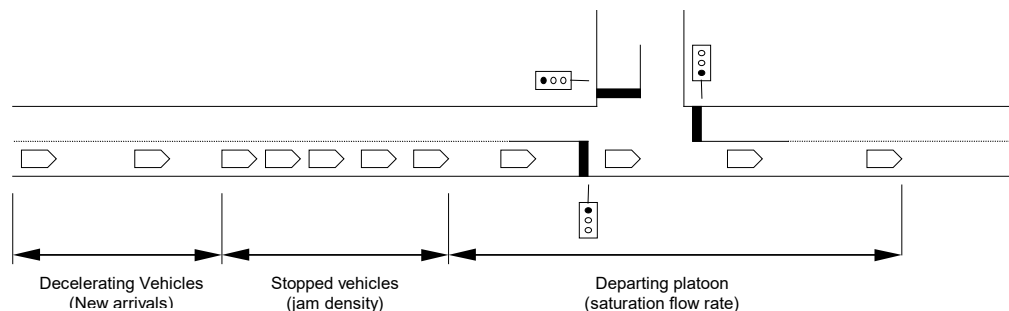 Decelerating Vehicles
(New arrivals)
Stopped vehicles
(jam density)
Departing platoon
(saturation flow rate)